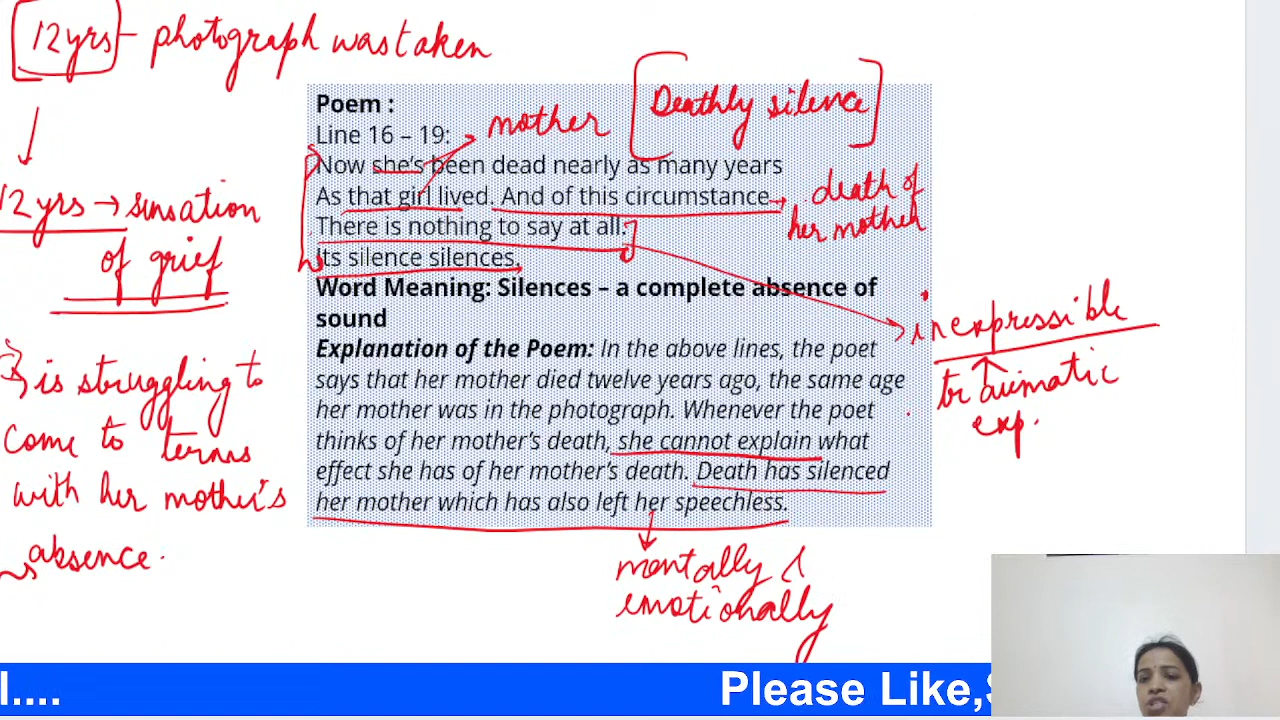 12 yrs - photograph was taken
Deathly silence
mother
Poem :
Line 16 – 19:
Now she's been dead nearly as many years
As that girl lived. And of this circumstance
There is nothing to say at all.
Its silence silences.
Word Meaning: Silences – a complete absence of
sound
Explanation of the Poem: In the above lines, the poet
says that her mother died twelve years ago, the same age
her mother was in the photograph. Whenever the poet
thinks of her mother's death, she cannot explain what
effect she has of her mother's death. Death has silenced
her mother which has also left her speechless.
12 yrs → sensation
of grief
is struggling to
come to terms
with her mother's
absence.
death of
her mother
inexpressible
traumatic
exp.
mentally &
emotionally
l....
Please Like,